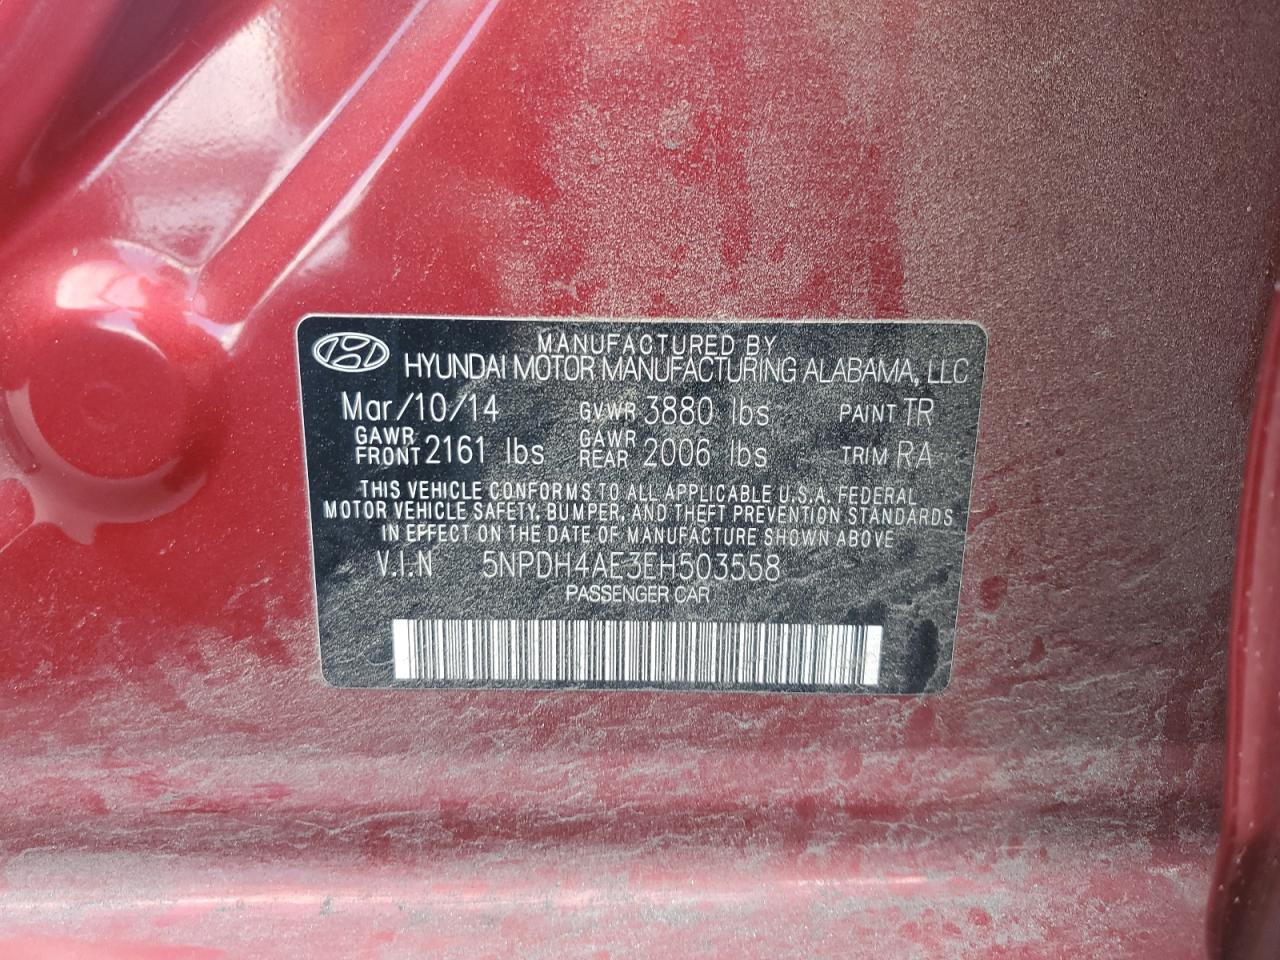 MANUFACTURED BY
HYUNDAI MOTOR MANUFACTURING ALABAMA, LLC
Mar/10/14 GVWR 3880 lbs PAINT TR
GAWR FRONT 2161 lbs GAWR REAR 2006 lbs TRIM RA
THIS VEHICLE CONFORMS TO ALL APPLICABLE U.S.A. FEDERAL
MOTOR VEHICLE SAFETY, BUMPER, AND THEFT PREVENTION STANDARDS
IN EFFECT ON THE DATE OF MANUFACTURE SHOWN ABOVE
V.I.N 5NPDH4AE3EH503558
PASSENGER CAR